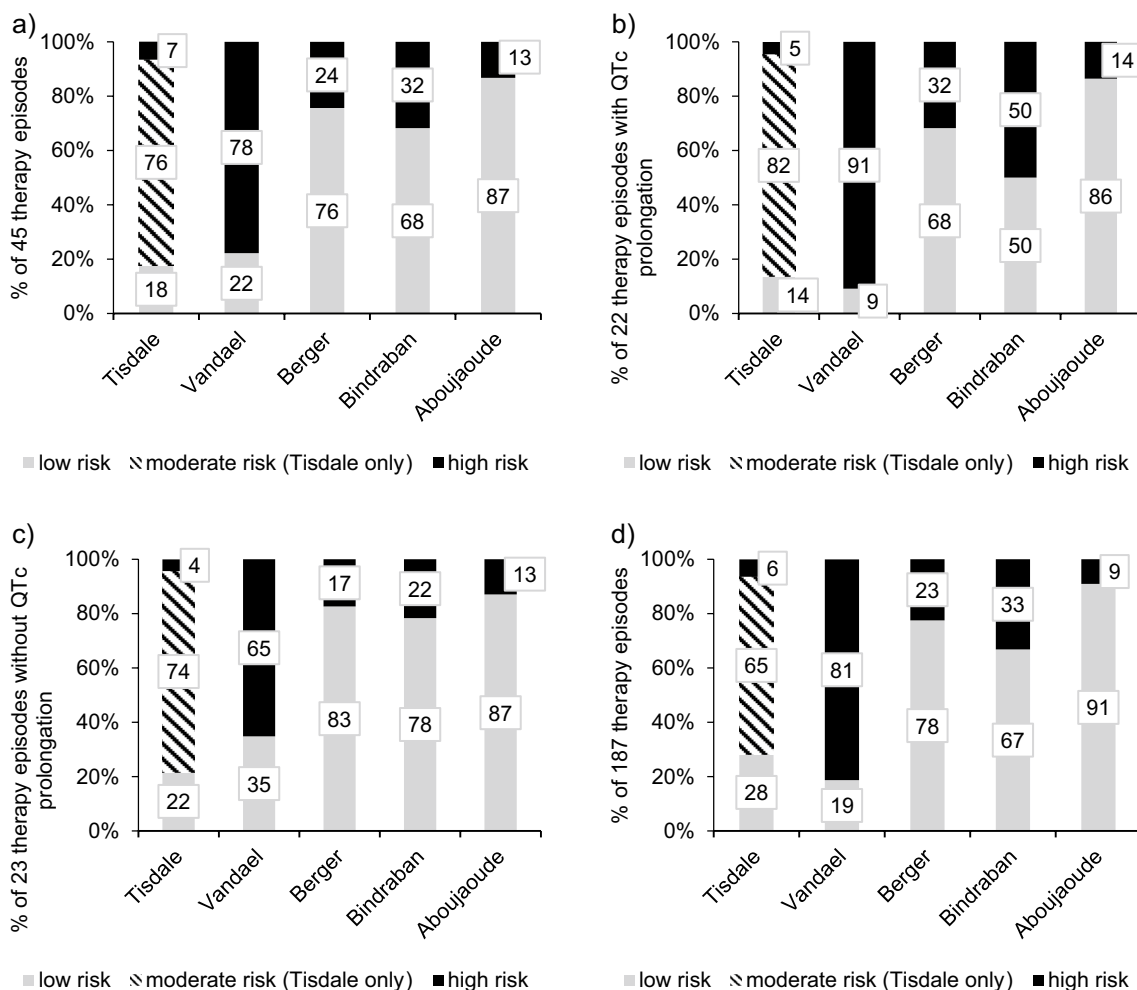 a)
% of 45 therapy episodes
100%
80%
60%
40%
20%
0%
7
76
18
78
22
24
76
32
68
13
87
Tisdale
Vandael
Berger
Bindraban
Aboujaoude
low risk moderate risk (Tisdale only) high risk
b)
% of 22 therapy episodes with QTc
prolongation
100%
80%
60%
40%
20%
0%
5
82
14
91
9
32
68
50
50
14
86
Tisdale
Vandael
Berger
Bindraban
Aboujaoude
low risk moderate risk (Tisdale only) high risk
c)
% of 23 therapy episodes without QTc
prolongation
100%
80%
60%
40%
20%
0%
4
74
22
65
35
17
83
22
78
13
87
Tisdale
Vandael
Berger
Bindraban
Aboujaoude
low risk moderate risk (Tisdale only) high risk
d)
% of 187 therapy episodes
100%
80%
60%
40%
20%
0%
6
65
28
81
19
23
78
33
67
9
91
Tisdale
Vandael
Berger
Bindraban
Aboujaoude
low risk moderate risk (Tisdale only) high risk